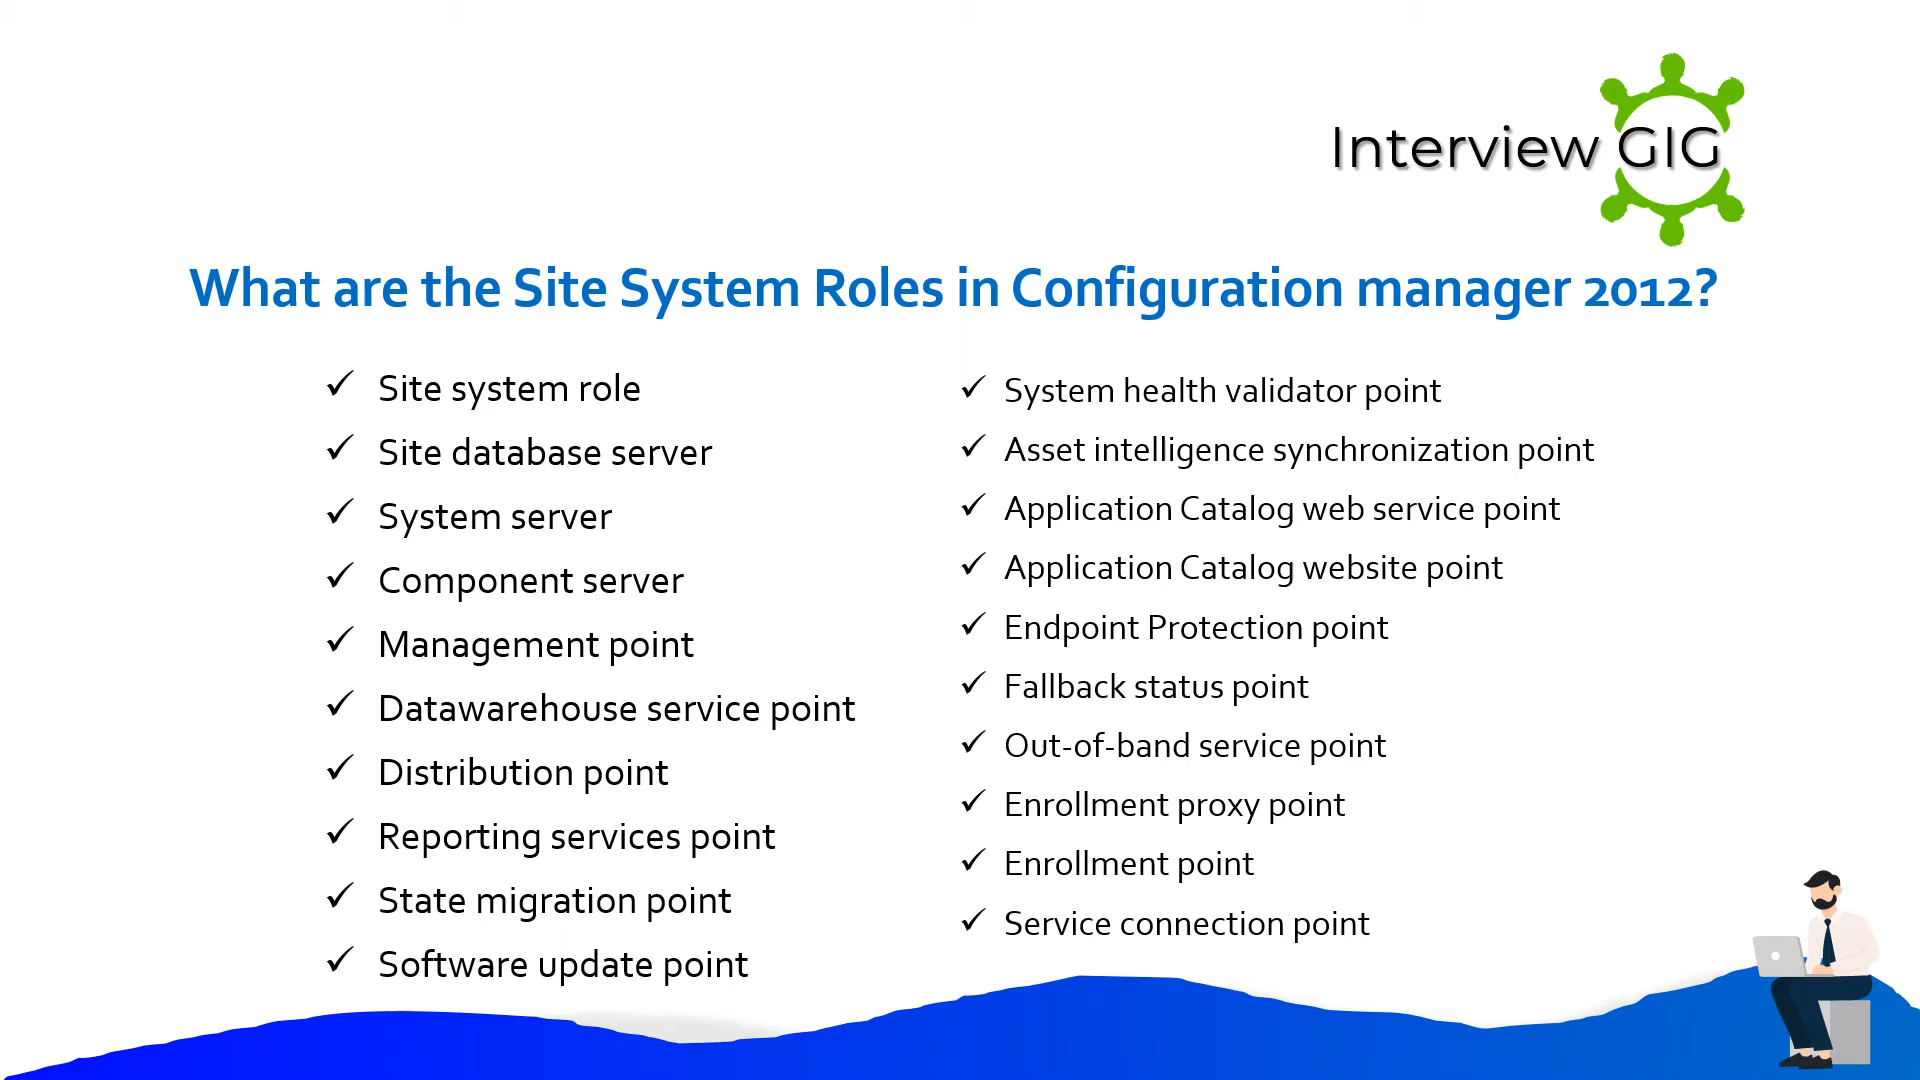 Interview GIG
What are the Site System Roles in Configuration manager 2012?
✓ Site system role
✓ Site database server
✓ System server
✓ Component server
✓ Management point
✓ Datawarehouse service point
✓ Distribution point
✓ Reporting services point
✓ State migration point
✓ Software update point
✓ System health validator point
✓ Asset intelligence synchronization point
✓ Application Catalog web service point
✓ Application Catalog website point
✓ Endpoint Protection point
✓ Fallback status point
✓ Out-of-band service point
✓ Enrollment proxy point
✓ Enrollment point
✓ Service connection point